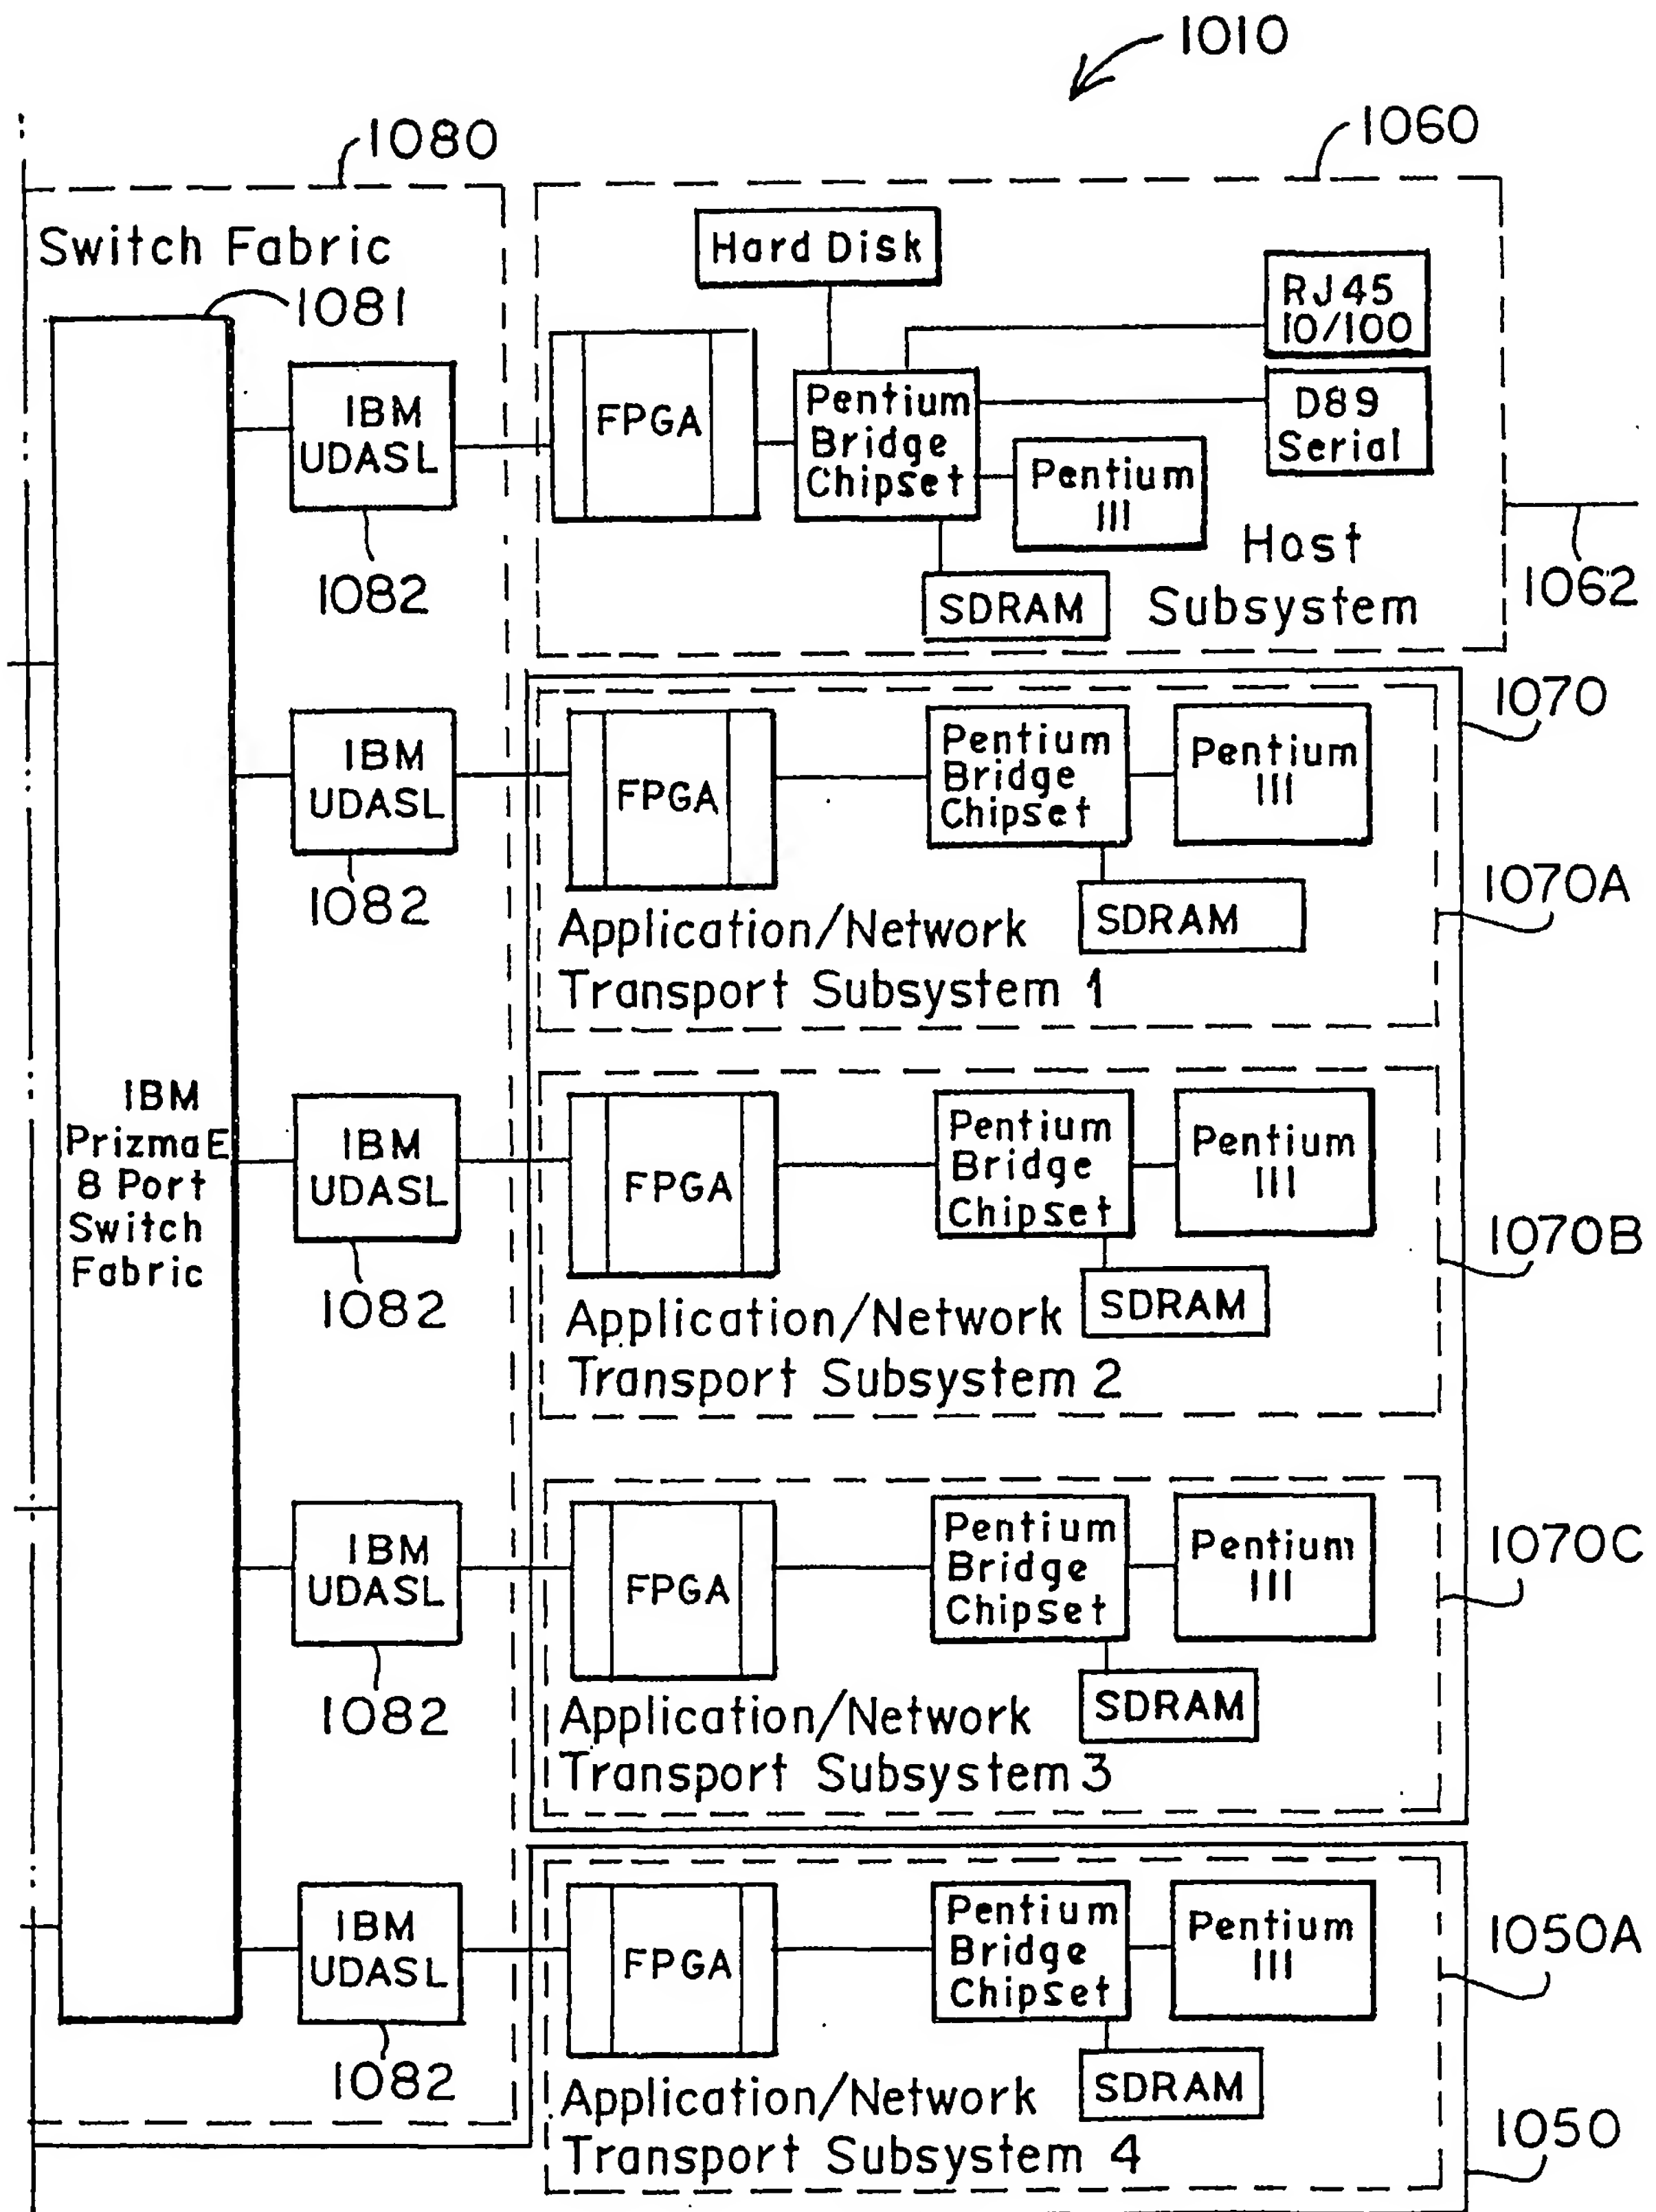 1010
1080
1060
Switch Fabric
1081
Hard Disk
RJ45
10/100
D89
Serial
IBM
UDASL
1082
FPGA
Pentium
Bridge
Chipset
Pentium
III
SDRAM
Host
Subsystem
1062
IBM
UDASL
1082
FPGA
Pentium
Bridge
Chipset
Pentium
III
SDRAM
Application/Network
Transport Subsystem 1
1070
1070A
IBM
PrizmaE
8 Port
Switch
Fabric
IBM
UDASL
1082
FPGA
Pentium
Bridge
Chipset
Pentium
III
SDRAM
Application/Network
Transport Subsystem 2
1070B
IBM
UDASL
1082
FPGA
Pentium
Bridge
Chipset
Pentium
III
SDRAM
Application/Network
Transport Subsystem 3
1070C
IBM
UDASL
1082
FPGA
Pentium
Bridge
Chipset
Pentium
III
SDRAM
Application/Network
Transport Subsystem 4
1050A
1050